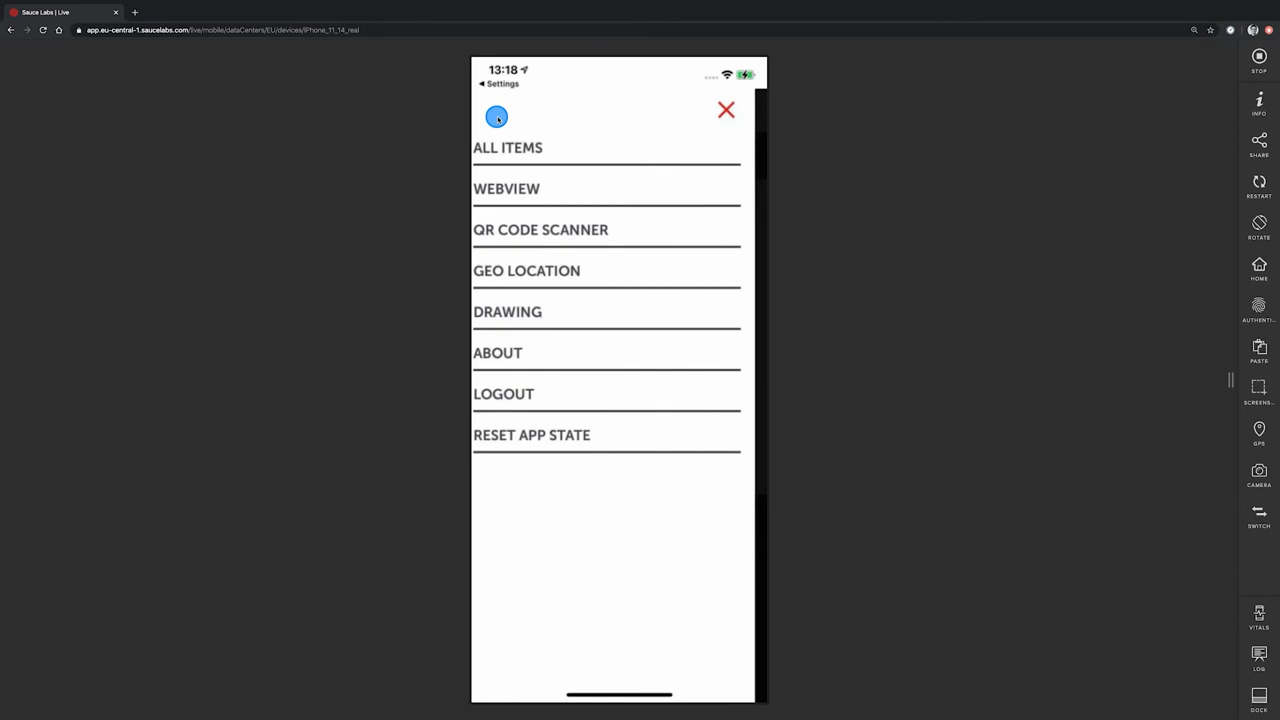 Sauce Labs | Live
app.eu-central-1.saucelabs.com/live/mobile/dataCenters/EU/devices/iPhone_11_14_real
13:18
Settings
ALL ITEMS
WEBVIEW
QR CODE SCANNER
GEO LOCATION
DRAWING
ABOUT
LOGOUT
RESET APP STATE
STOP
INFO
SHARE
RESTART
ROTATE
HOME
AUTHENTI...
PASTE
SCREENS...
GPS
CAMERA
SWITCH
VITALS
LOG
DOCK